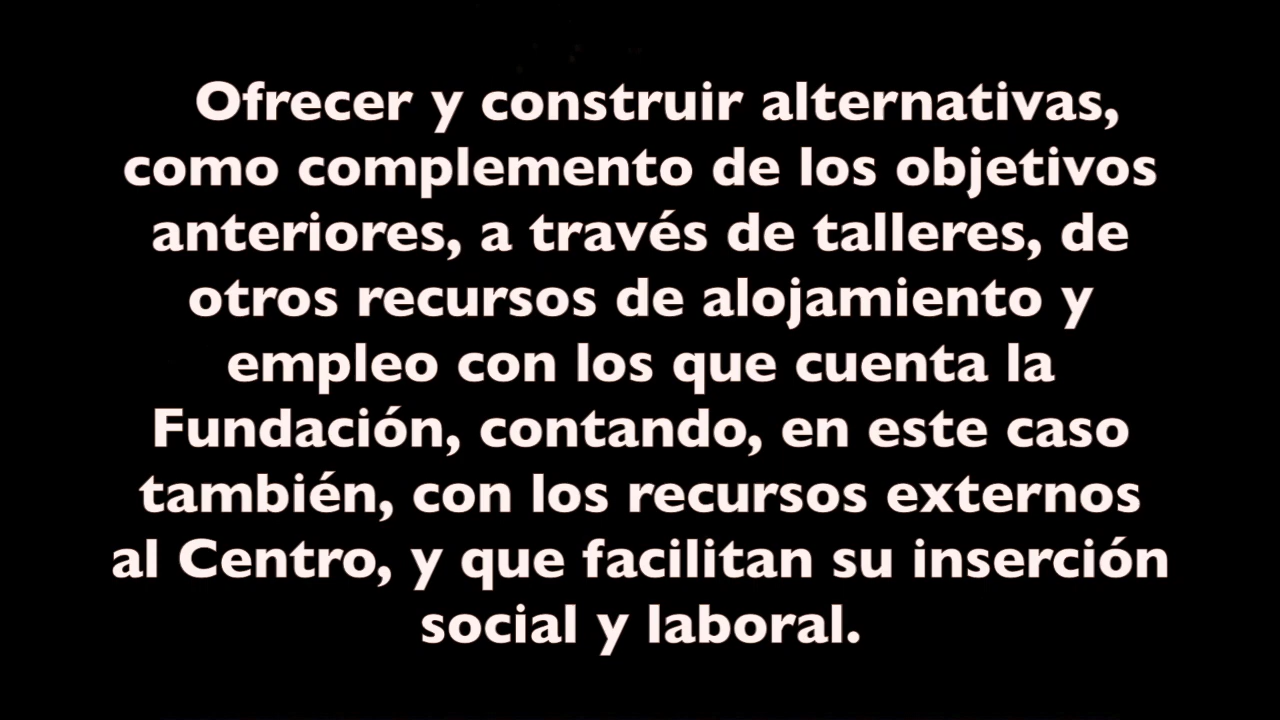 Ofrecer y construir alternativas,
como complemento de los objetivos
anteriores, a través de talleres, de
otros recursos de alojamiento y
empleo con los que cuenta la
Fundación, contando, en este caso
también, con los recursos externos
al Centro, y que facilitan su inserción
social y laboral.